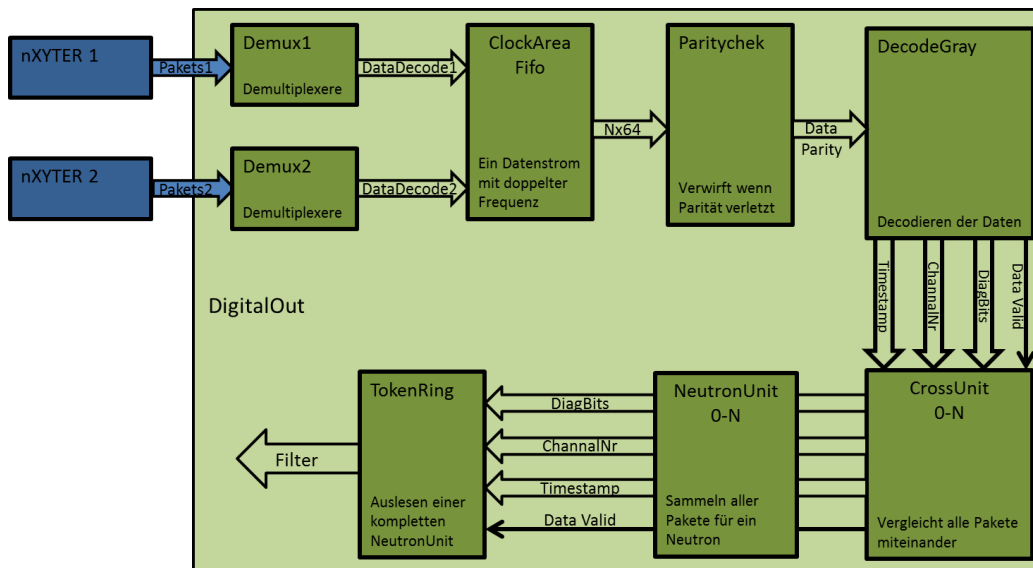 nXYTER 1
Pakets1
Demux1
Demultiplexere
DataDecode1
ClockArea
Fifo
Ein Datenstrom
mit doppelter
Frequenz
Nx64
Paritychek
Verwirft wenn
Parität verletzt
Data
Parity
DecodeGray
Decodieren der Daten
nXYTER 2
Pakets2
Demux2
Demultiplexere
DataDecode2
Timestamp
ChannalNr
DiagBits
Data Valid
DigitalOut
CrossUnit
0-N
Vergleicht alle Pakete
miteinander
NeutronUnit
0-N
Sammeln aller
Pakete für ein
Neutron
DiagBits
ChannalNr
Timestamp
Data Valid
TokenRing
Auslesen einer
kompletten
NeutronUnit
Filter